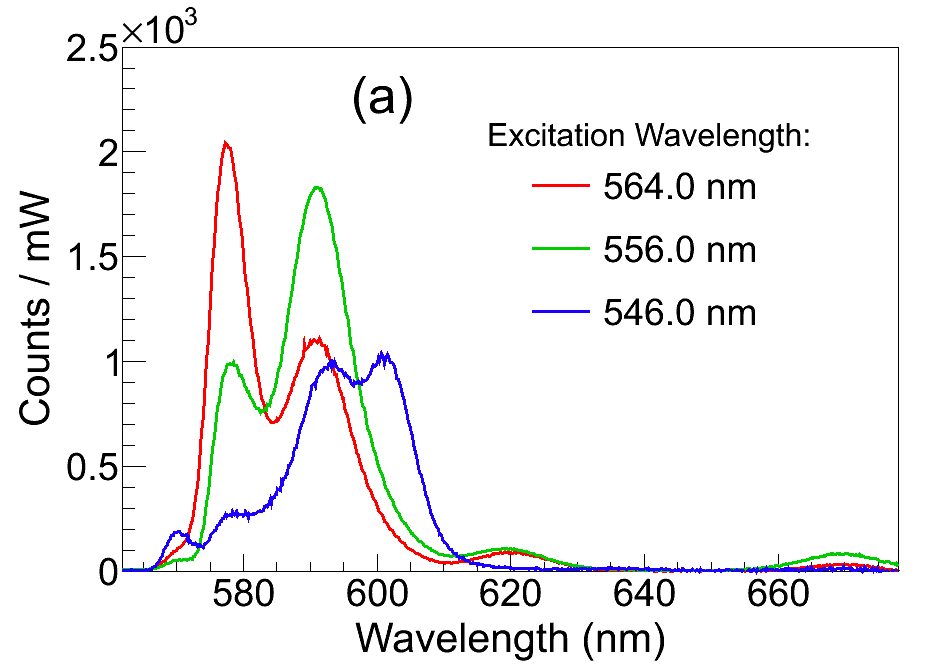 ×10³
2.5
2
1.5
1
0.5
0
Counts / mW
(a)
Excitation Wavelength:
564.0 nm
556.0 nm
546.0 nm
580 600 620 640 660
Wavelength (nm)